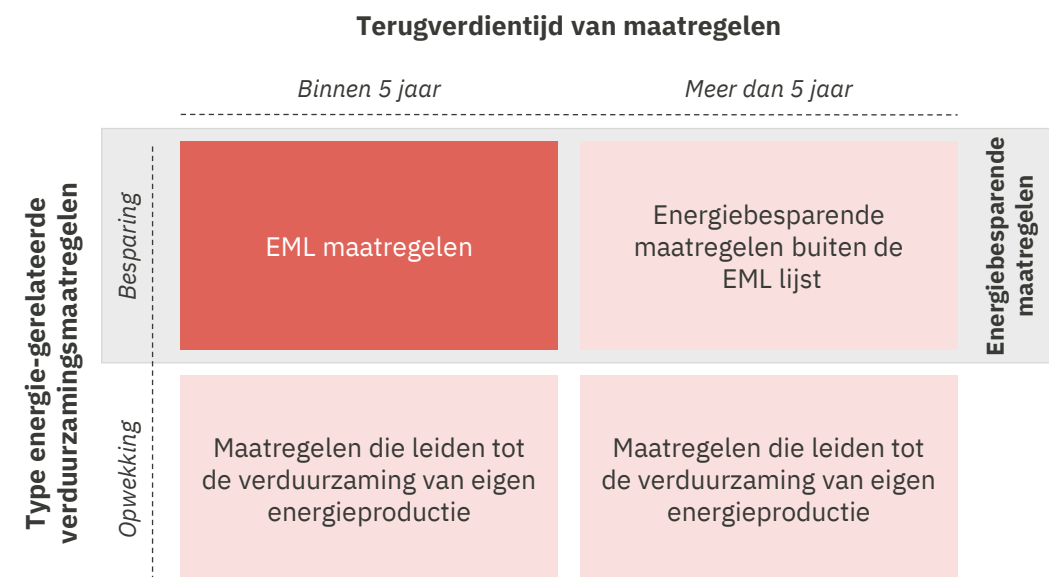 Terugverdientijd van maatregelen
Binnen 5 jaar
Meer dan 5 jaar
Type energie-gerelateerde
verduurzamingsmaatregelen
Besparing
EML maatregelen
Energiebesparende
maatregelen buiten de
EML lijst
Energiebesparende
maatregelen
Opwekking
Maatregelen die leiden tot
de verduurzaming van eigen
energieproductie
Maatregelen die leiden tot
de verduurzaming van eigen
energieproductie